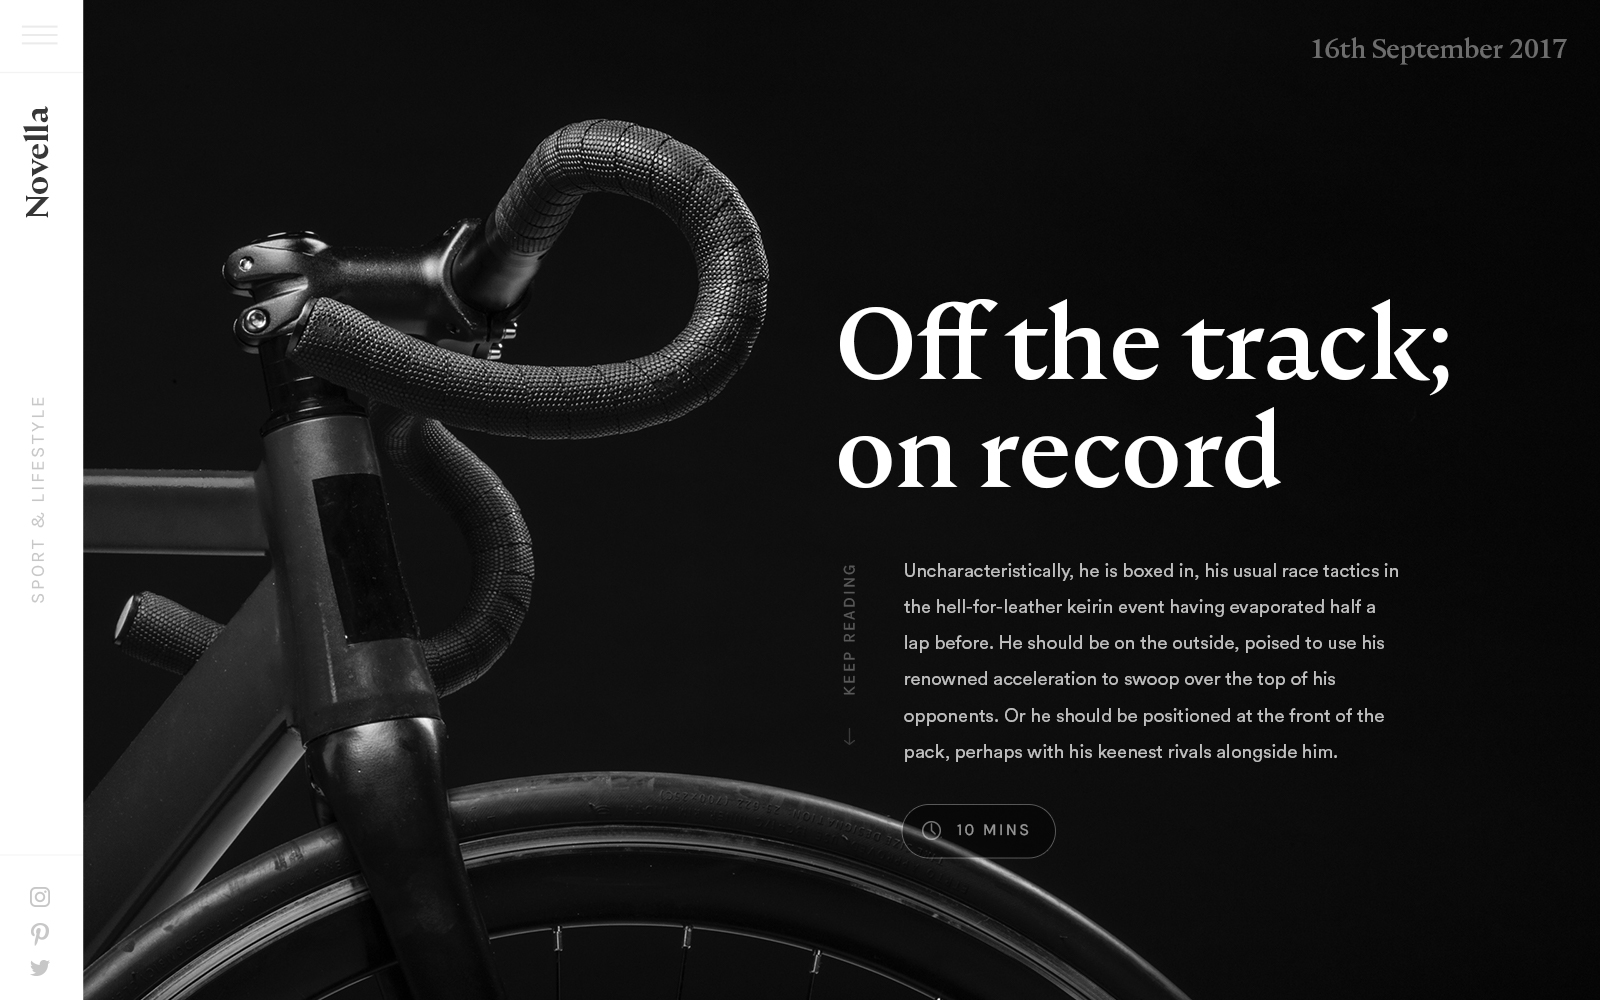 16th September 2017
Novella
SPORT & LIFESTYLE
Off the track;
on record
KEEP READING
Uncharacteristically, he is boxed in, his usual race tactics in
the hell-for-leather keirin event having evaporated half a
lap before. He should be on the outside, poised to use his
renowned acceleration to swoop over the top of his
opponents. Or he should be positioned at the front of the
pack, perhaps with his keenest rivals alongside him.
10 MINS